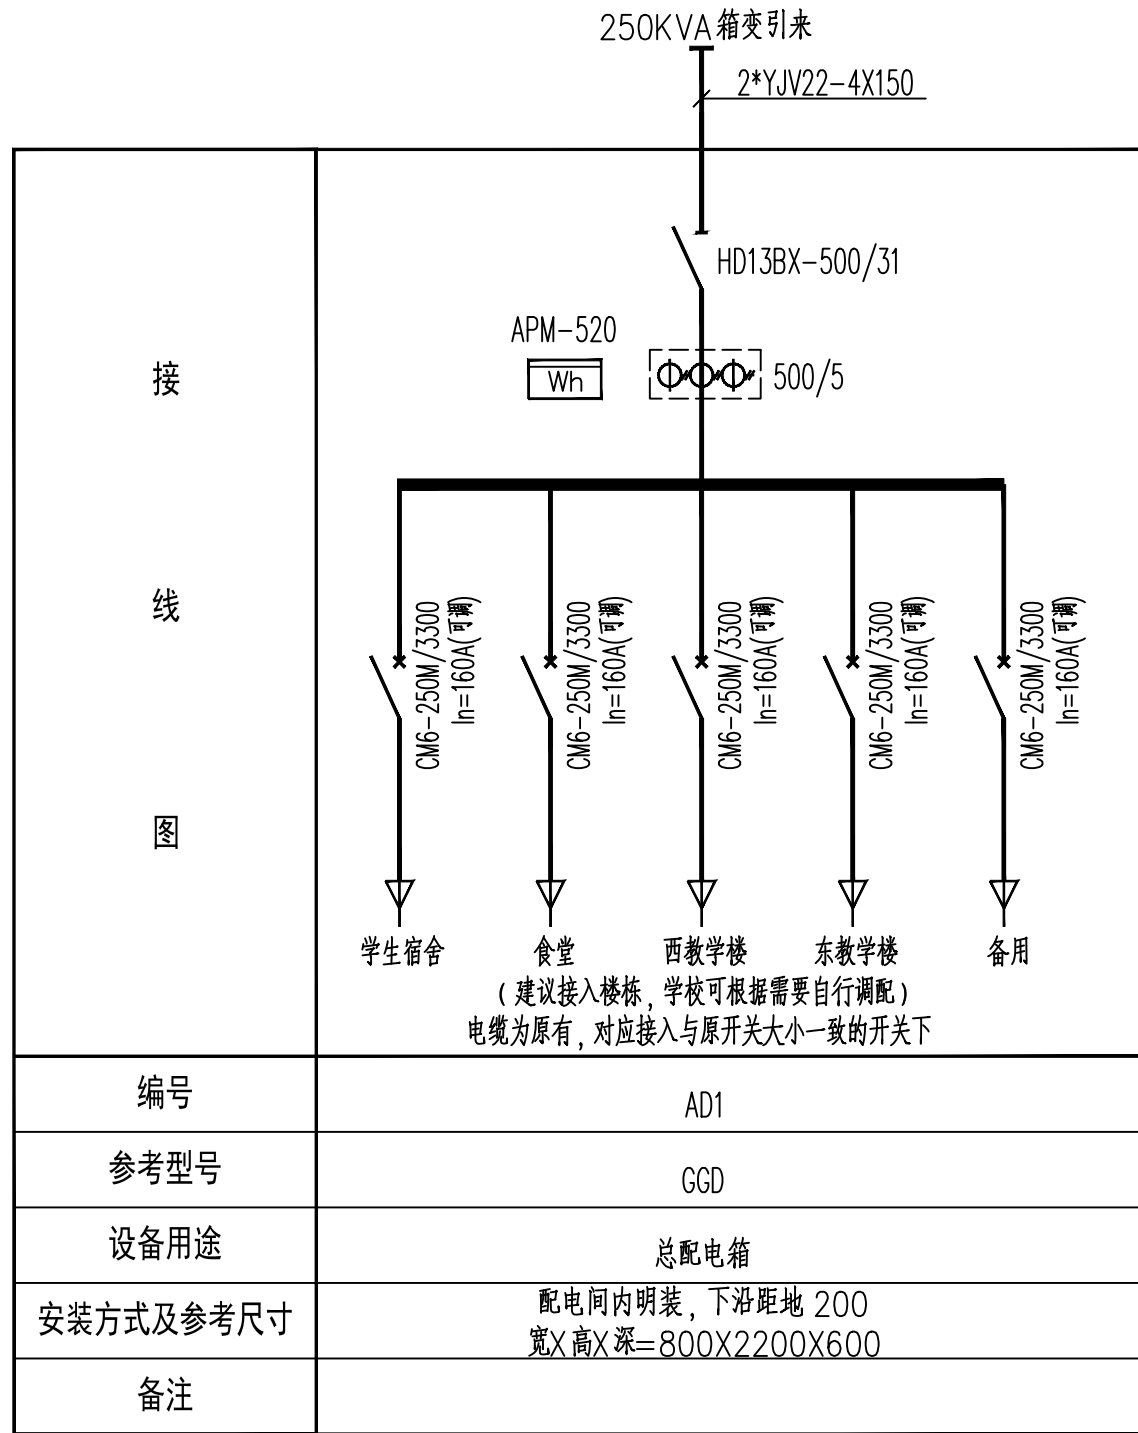 250KVA箱变引来
2*YJV22-4X150
HD13BX-500/31
APM-520
Wh
500/5
接
线
图
CM6-250M/3300
In=160A(可调)
CM6-250M/3300
In=160A(可调)
CM6-250M/3300
In=160A(可调)
CM6-250M/3300
In=160A(可调)
CM6-250M/3300
In=160A(可调)
学生宿舍 食堂 西教学楼 东教学楼 备用
(建议接入楼栋,学校可根据需要自行调配)
电缆为原有,对应接入与原开关大小一致的开关下
编号 AD1
参考型号 GGD
设备用途 总配电箱
安装方式及参考尺寸
配电间内明装,下沿距地 200
宽X高X深=800X2200X600
备注